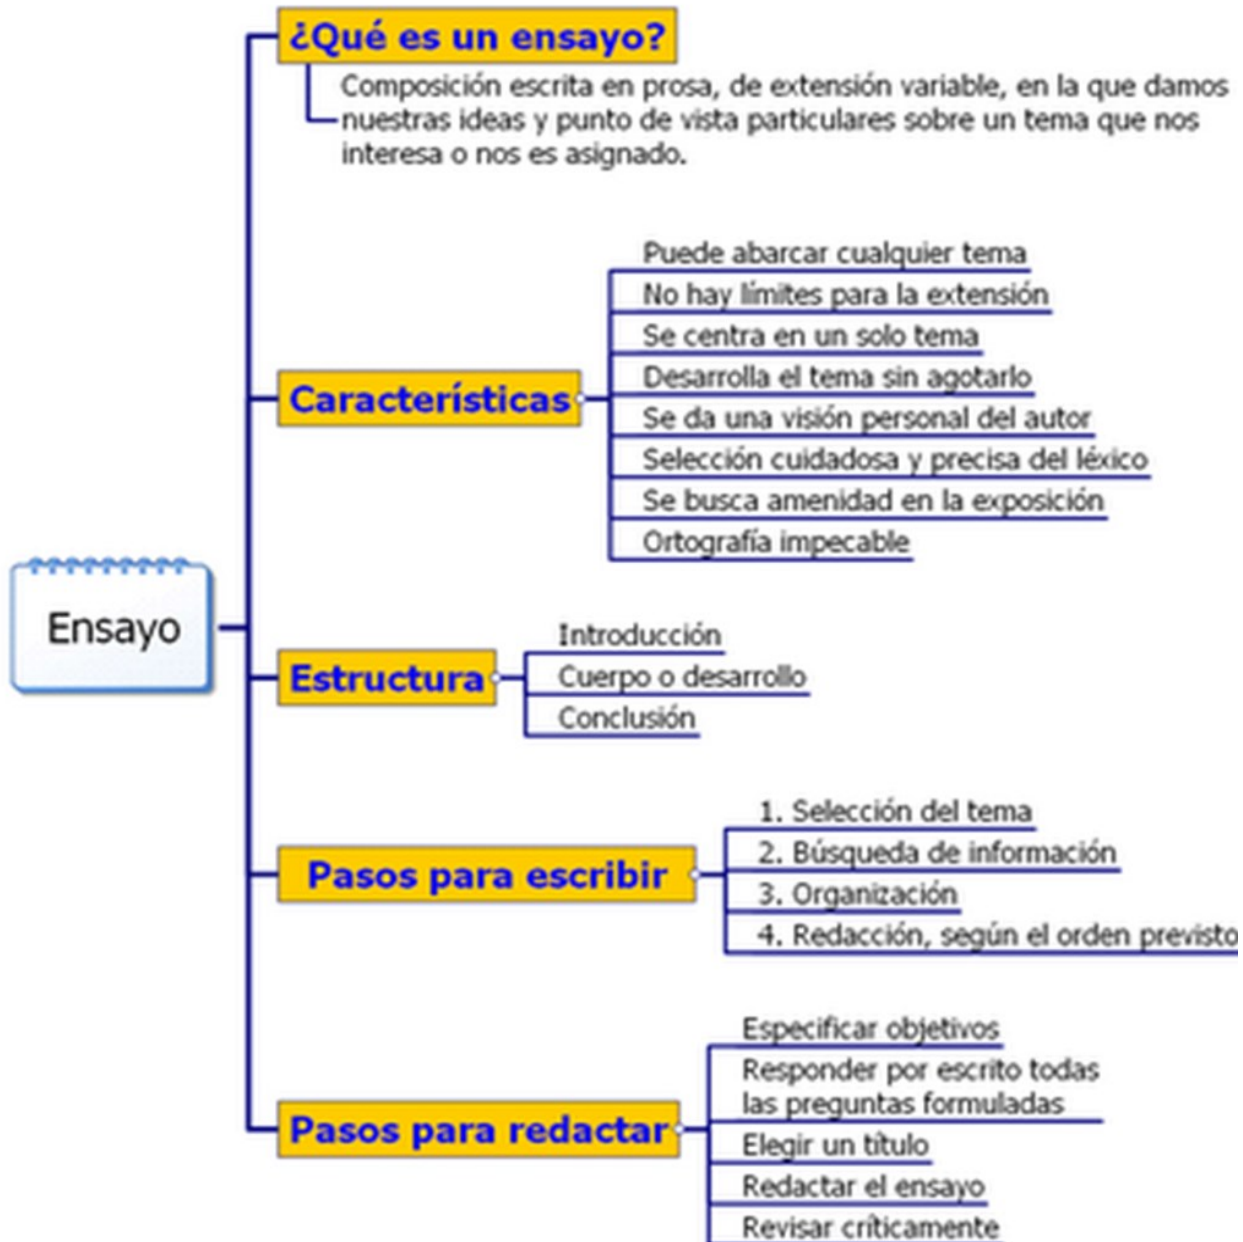 ¿Qué es un ensayo?
Composición escrita en prosa, de extensión variable, en la que damos
nuestras ideas y punto de vista particulares sobre un tema que nos
interesa o nos es asignado.
Características
Puede abarcar cualquier tema
No hay límites para la extensión
Se centra en un solo tema
Desarrolla el tema sin agotarlo
Se da una visión personal del autor
Selección cuidadosa y precisa del léxico
Se busca amenidad en la exposición
Ortografía impecable
Ensayo
Estructura
Introducción
Cuerpo o desarrollo
Conclusión
Pasos para escribir
1. Selección del tema
2. Búsqueda de información
3. Organización
4. Redacción, según el orden previsto
Pasos para redactar
Especificar objetivos
Responder por escrito todas
las preguntas formuladas
Elegir un título
Redactar el ensayo
Revisar críticamente